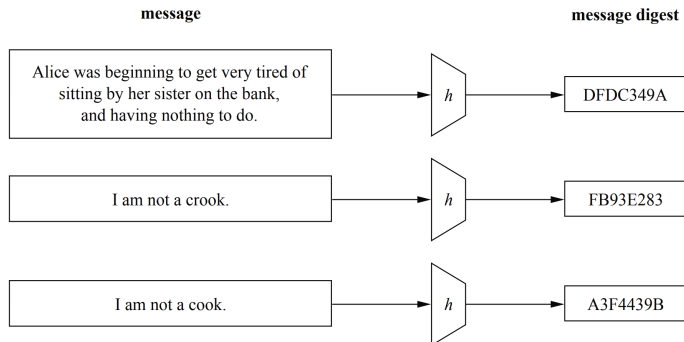 message
message digest
Alice was beginning to get very tired of
sitting by her sister on the bank,
and having nothing to do.
h
DFDC349A
I am not a crook.
h
FB93E283
I am not a cook.
h
A3F4439B